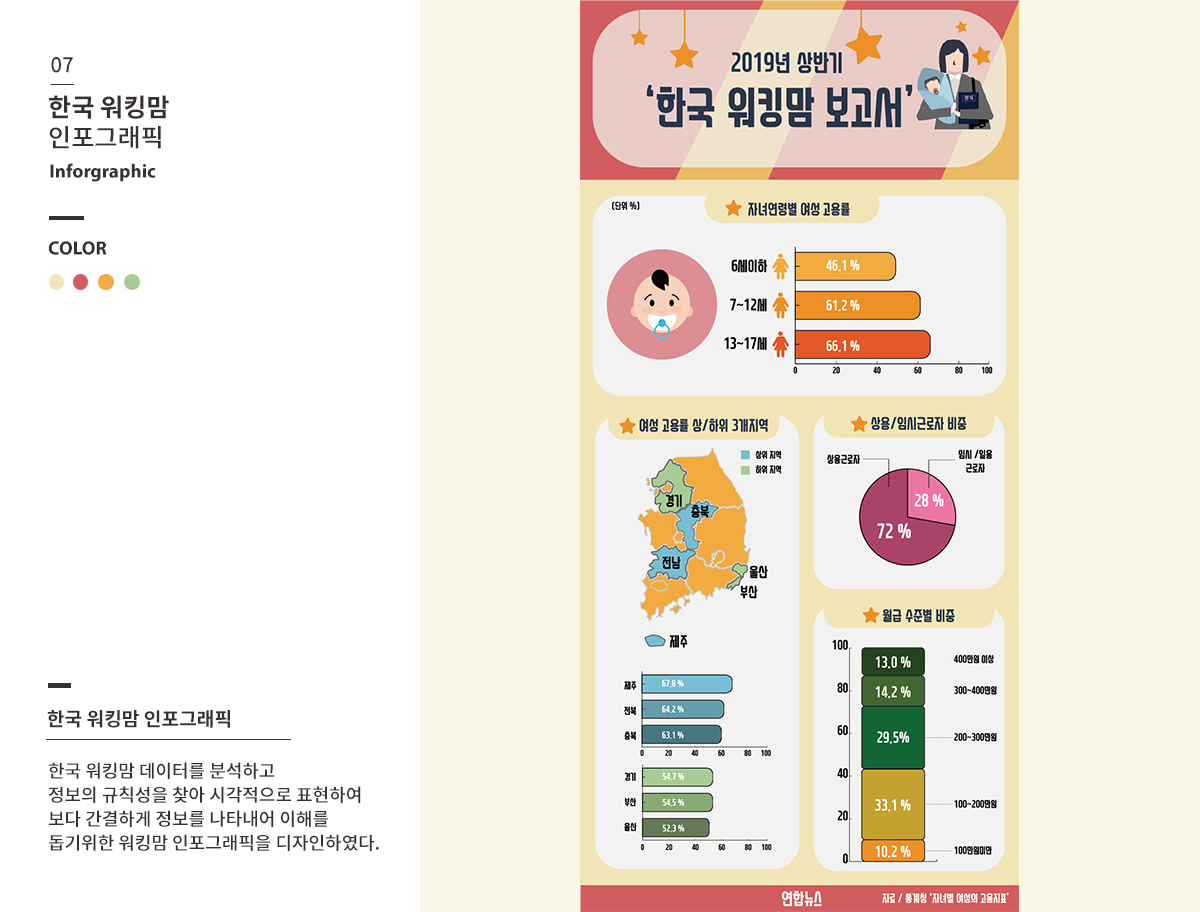 07
한국 워킹맘
인포그래픽
Inforgraphic
COLOR
한국 워킹맘 인포그래픽
한국 워킹맘 데이터를 분석하고
정보의 규칙성을 찾아 시각적으로 표현하여
보다 간결하게 정보를 나타내어 이해를
돕기위한 워킹맘 인포그래픽을 디자인하였다.
2019년 상반기
‘한국 워킹맘 보고서’
(단위 %)
자녀연령별 여성 고용률
6세이하
46.1 %
7~12세
61.2 %
13~17세
66.1 %
0 20 40 60 80 100
여성 고용률 상/하위 3개지역
상위 지역
하위 지역
경기
충북
전남
울산
부산
제주
제주 67.8 %
전북 64.2 %
충북 63.1 %
0 20 40 60 80 100
경기 54.7 %
부산 54.5 %
울산 52.3 %
0 20 40 60 80 100
상용/임시근로자 비중
상용근로자
임시 /일용
근로자
28 %
72 %
월급 수준별 비중
100
80
60
40
20
0
13.0 % 400만원 이상
14.2 % 300~400만원
29.5% 200~300만원
33.1 % 100~200만원
10.2 % 100만원미만
연합뉴스
자료 / 통계청 ‘자녀별 여성의 고용지표’